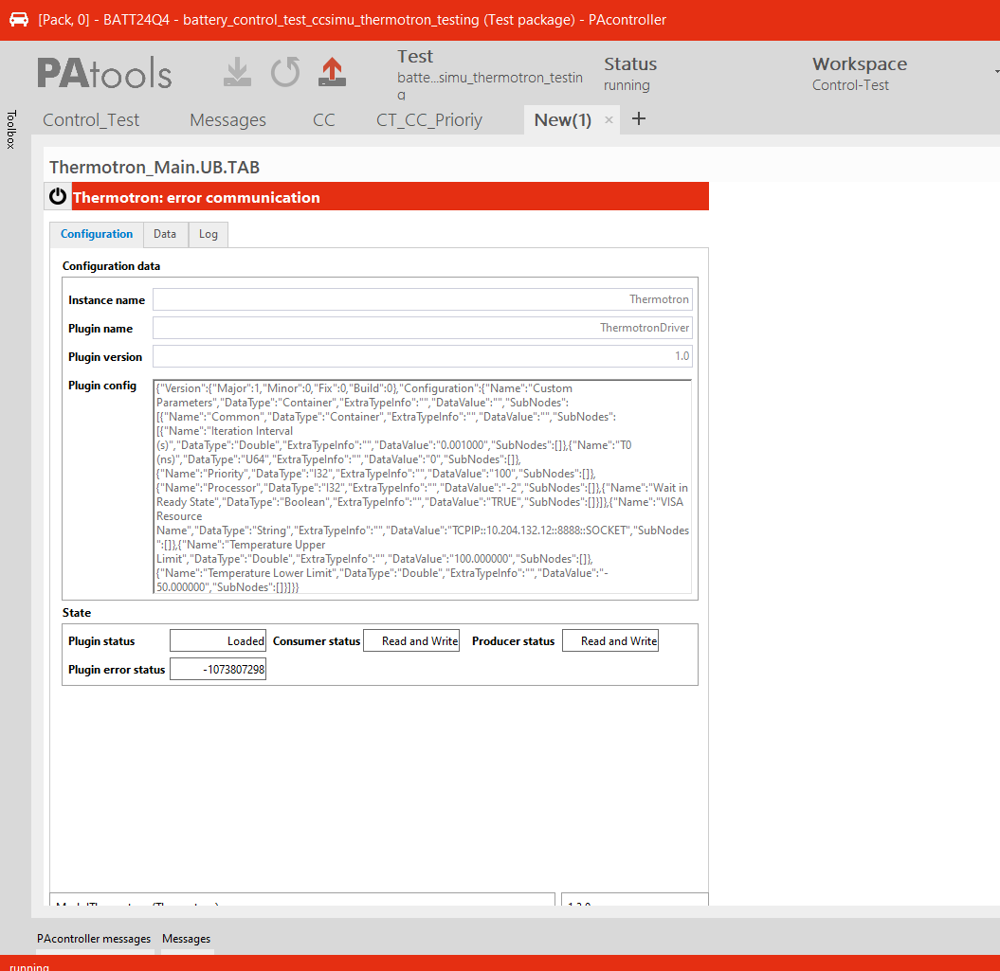 [Pack, 0] - BATT24Q4 - battery_control_test_ccsimu_thermotron_testing (Test package) - PAcontroller
PAtools
Test
batte...simu_thermotron_testin
g
Status
running
Workspace
Control-Test
Toolbox
Control_Test
Messages
CC
CT_CC_Prioriy
New(1) × +
Thermotron_Main.UB.TAB
Thermotron: error communication
Configuration
Data
Log
Configuration data
Instance name
Thermotron
Plugin name
ThermotronDriver
Plugin version
1.0
Plugin config
{"Version":{"Major":1,"Minor":0,"Fix":0,"Build":0},"Configuration":{"Name":"Custom
Parameters","DataType":"Container","ExtraTypeInfo":"","DataValue":"","SubNodes":
[{"Name":"Common","DataType":"Container","ExtraTypeInfo":"","DataValue":"","SubNodes":
[{"Name":"Iteration Interval
(s)","DataType":"Double","ExtraTypeInfo":"","DataValue":"0.001000","SubNodes":[]},{"Name":"T0
(ns)","DataType":"U64","ExtraTypeInfo":"","DataValue":"0","SubNodes":[]},
{"Name":"Priority","DataType":"I32","ExtraTypeInfo":"","DataValue":"100","SubNodes":[]},
{"Name":"Processor","DataType":"I32","ExtraTypeInfo":"","DataValue":"-2","SubNodes":[]},{"Name":"Wait in
Ready State","DataType":"Boolean","ExtraTypeInfo":"","DataValue":"TRUE","SubNodes":[]}]},{"Name":"VISA
Resource
Name","DataType":"String","ExtraTypeInfo":"","DataValue":"TCPIP::10.204.132.12::8888::SOCKET","SubNodes
":[]},{"Name":"Temperature Upper
Limit","DataType":"Double","ExtraTypeInfo":"","DataValue":"100.000000","SubNodes":[]},
{"Name":"Temperature Lower Limit","DataType":"Double","ExtraTypeInfo":"","DataValue":"-
50.000000","SubNodes":[]}]}}
State
Plugin status
Loaded
Consumer status
Read and Write
Producer status
Read and Write
Plugin error status
-1073807298
PAcontroller messages
Messages
running